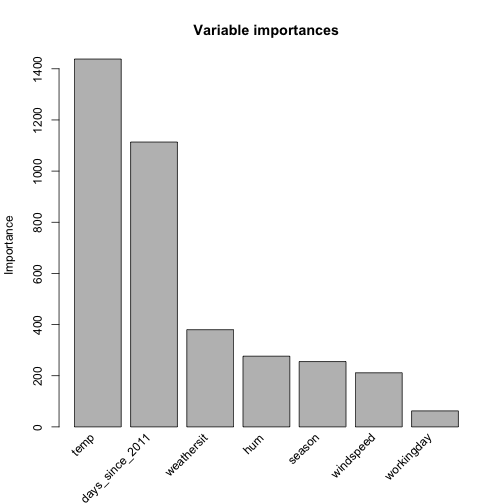 Variable importances
Importance
1400
1200
1000
800
600
400
200
0
temp
days_since_2011
weathersit
hum
season
windspeed
workingday